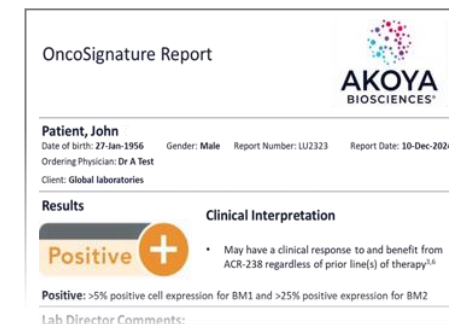 OncoSignature Report
AKOYA
BIOSCIENCES®
Patient, John
Date of birth: 27-Jan-1956 Gender: Male Report Number: LU2323 Report Date: 10-Dec-2024
Ordering Physician: Dr A Test
Client: Global laboratories
Results
Clinical Interpretation
Positive +
• May have a clinical response to and benefit from
ACR-238 regardless of prior line(s) of therapy3,6
Positive: >5% positive cell expression for BM1 and >25% positive expression for BM2
Lab Director Comments: